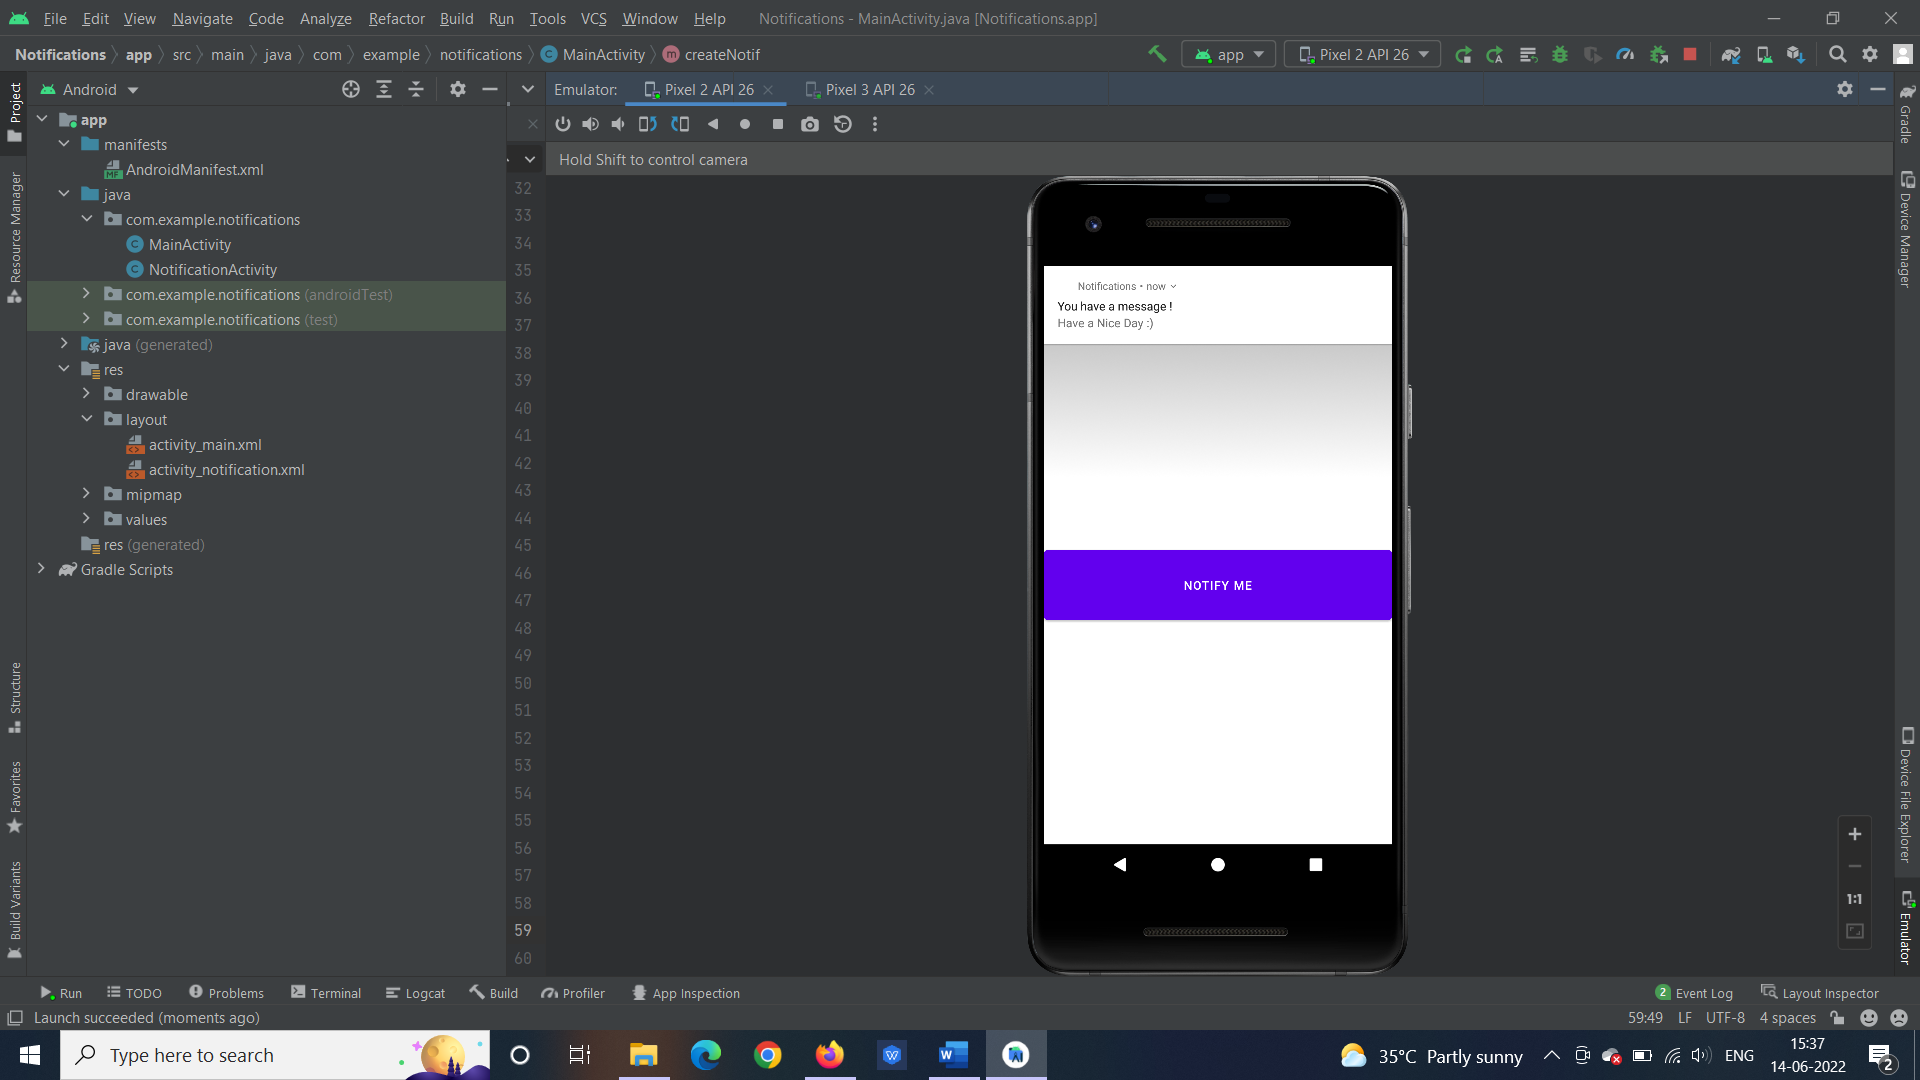 File Edit View Navigate Code Analyze Refactor Build Run Tools VCS Window Help Notifications - MainActivity.java [Notifications.app]
Notifications app src main java com example notifications MainActivity createNotif app Pixel 2 API 26
Project
Resource Manager
Structure
Favorites
Build Variants
Android
app
manifests
AndroidManifest.xml
java
com.example.notifications
MainActivity
NotificationActivity
com.example.notifications (androidTest)
com.example.notifications (test)
java (generated)
res
drawable
layout
activity_main.xml
activity_notification.xml
mipmap
values
res (generated)
Gradle Scripts
Emulator: Pixel 2 API 26 Pixel 3 API 26
Hold Shift to control camera
32
33
34
35
36
37
38
39
40
41
42
43
44
45
46
47
48
49
50
51
52
53
54
55
56
57
58
59
60
Notifications • now
You have a message !
Have a Nice Day :)
NOTIFY ME
1:1
Gradle
Device Manager
Device File Explorer
Emulator
Run TODO Problems Terminal Logcat Build Profiler App Inspection 2 Event Log Layout Inspector
Launch succeeded (moments ago) 59:49 LF UTF-8 4 spaces
Type here to search
35°C Partly sunny ENG
15:37
14-06-2022
2